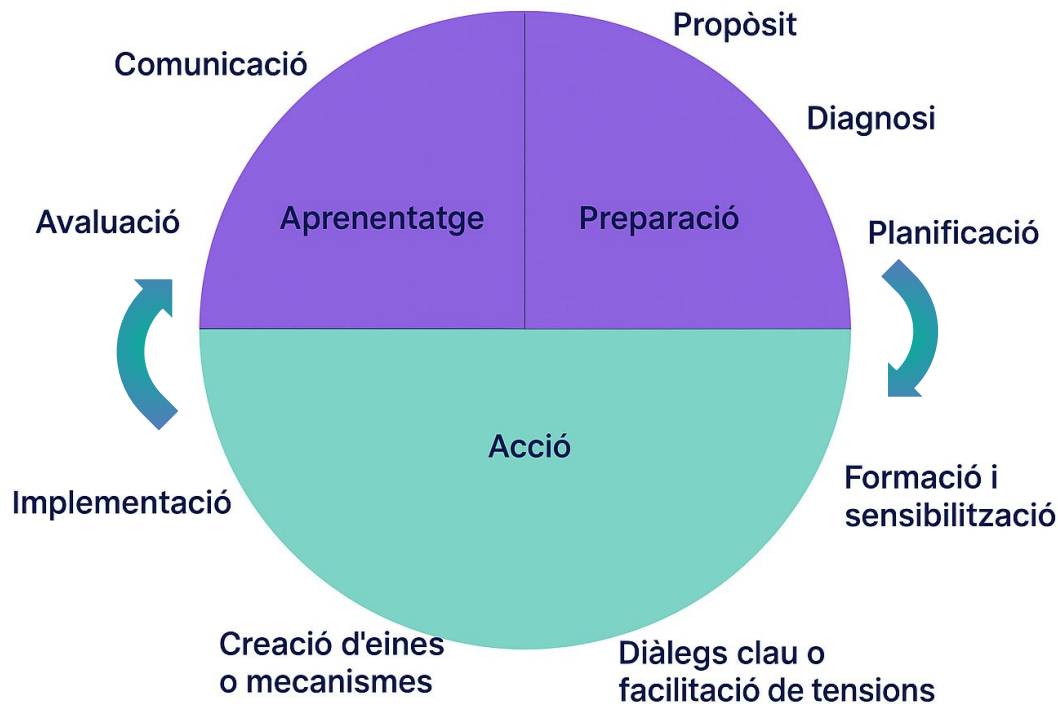 Propòsit
Comunicació
Diagnosi
Avaluació
Aprenentatge
Preparació
Planificació
Acció
Formació i
sensibilització
Implementació
Creació d'eines
o mecanismes
Diàlegs clau o
facilitació de tensions